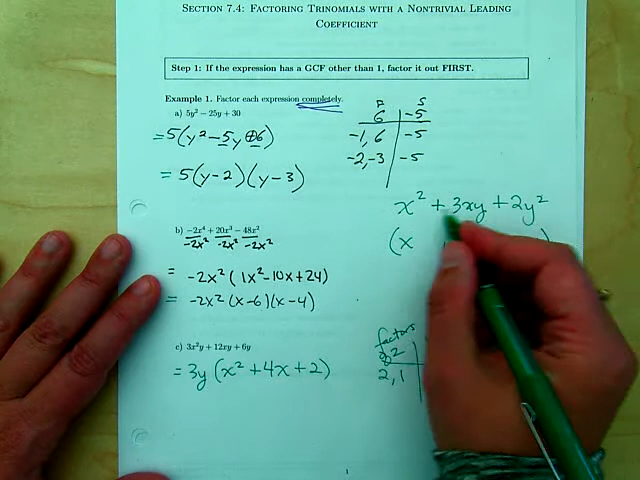 SECTION 7.4: FACTORING TRINOMIALS WITH A NONTRIVIAL LEADING
COEFFICIENT
Step 1: If the expression has a GCF other than 1, factor it out FIRST.
Example 1. Factor each expression completely.
a) 5y² − 25y + 30
= 5(y² − 5y + 6)
= 5(y−2)(y−3)
F S
6 −5
−1, 6 −5
−2, −3 −5
x² + 3xy + 2y²
(x )
b) −2x⁴ + 20x³ − 48x²
−2x² −2x² −2x²
= −2x² (1x² − 10x + 24)
= −2x² (x−6)(x−4)
c) 3x²y + 12xy + 6y
= 3y (x² + 4x + 2)
factors
2
2, 1
1